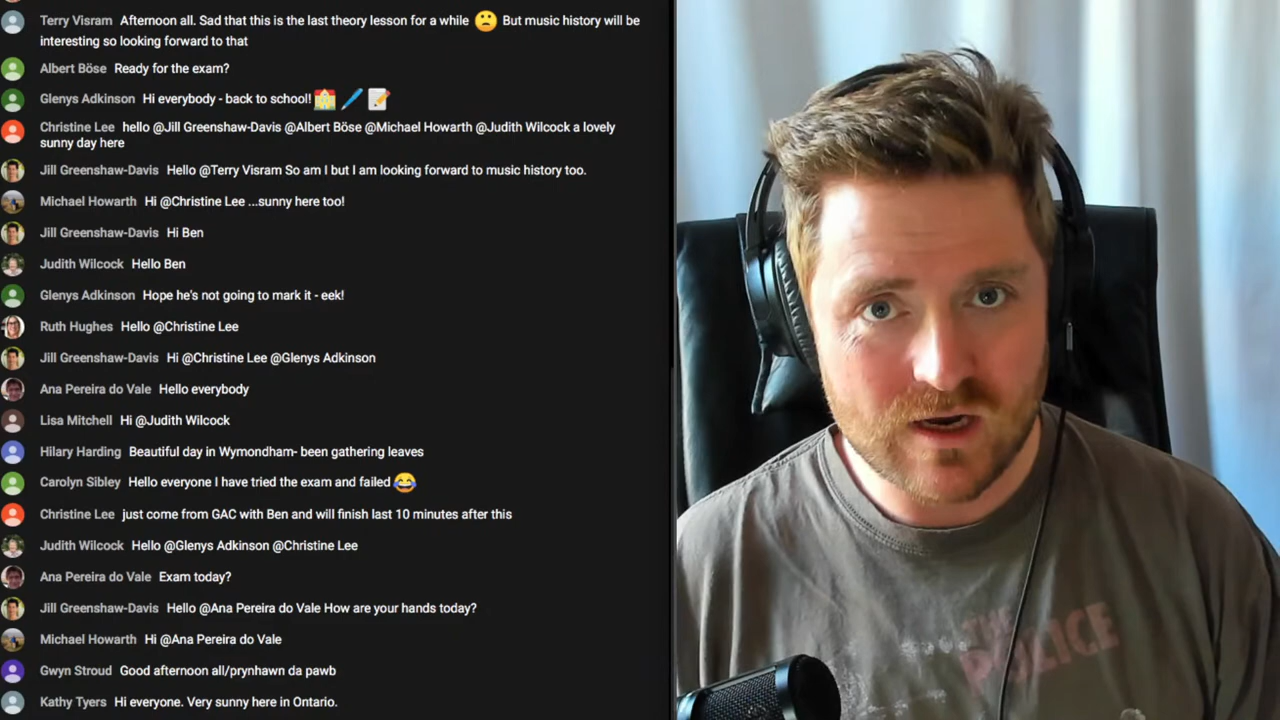 Terry Visram Afternoon all. Sad that this is the last theory lesson for a while 🙁 But music history will be
interesting so looking forward to that
Albert Böse Ready for the exam?
Glenys Adkinson Hi everybody - back to school! 🏫 🖊️ 📝
Christine Lee hello @Jill Greenshaw-Davis @Albert Böse @Michael Howarth @Judith Wilcock a lovely
sunny day here
Jill Greenshaw-Davis Hello @Terry Visram So am I but I am looking forward to music history too.
Michael Howarth Hi @Christine Lee ...sunny here too!
Jill Greenshaw-Davis Hi Ben
Judith Wilcock Hello Ben
Glenys Adkinson Hope he's not going to mark it - eek!
Ruth Hughes Hello @Christine Lee
Jill Greenshaw-Davis Hi @Christine Lee @Glenys Adkinson
Ana Pereira do Vale Hello everybody
Lisa Mitchell Hi @Judith Wilcock
Hilary Harding Beautiful day in Wymondham- been gathering leaves
Carolyn Sibley Hello everyone I have tried the exam and failed 😂
Christine Lee just come from GAC with Ben and will finish last 10 minutes after this
Judith Wilcock Hello @Glenys Adkinson @Christine Lee
Ana Pereira do Vale Exam today?
Jill Greenshaw-Davis Hello @Ana Pereira do Vale How are your hands today?
Michael Howarth Hi @Ana Pereira do Vale
Gwyn Stroud Good afternoon all/prynhawn da pawb
Kathy Tyers Hi everyone. Very sunny here in Ontario.
THE
POLICE